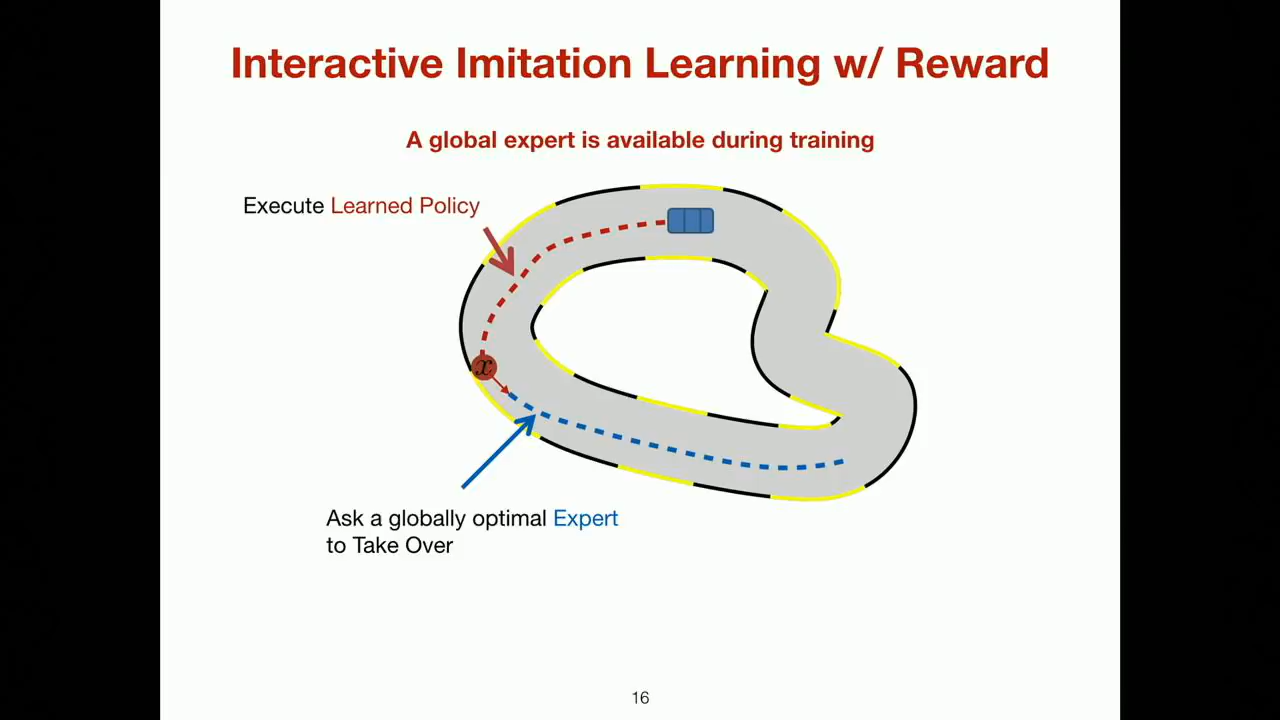 Interactive Imitation Learning w/ Reward
A global expert is available during training
Execute Learned Policy
x
Ask a globally optimal Expert
to Take Over
16